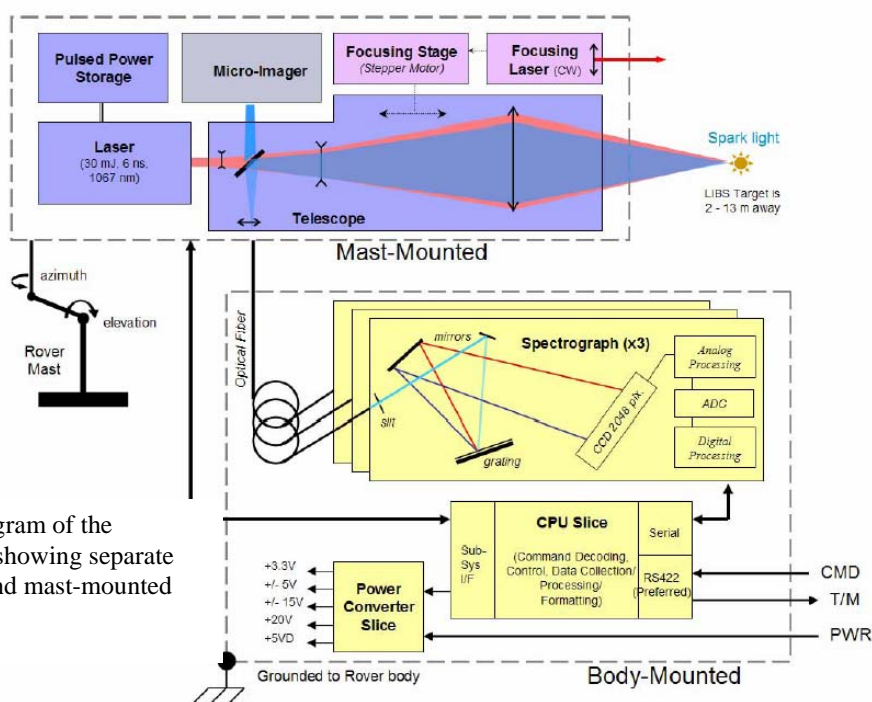 Pulsed Power
Storage
Micro-Imager
Focusing Stage
(Stepper Motor)
Focusing
Laser (CW)
Laser
(30 mJ, 6 ns,
1067 nm)
Telescope
Spark light
LIBS Target is
2 - 13 m away
Mast-Mounted
azimuth
elevation
Rover
Mast
Optical Fiber
mirrors
Spectrograph (x3)
slit
grating
CCD 2048 pix.
Analog
Processing
ADC
Digital
Processing
gram of the
showing separate
nd mast-mounted
CPU Slice
Sub-
Sys
I/F
(Command Decoding,
Control, Data Collection/
Processing/
Formatting)
Serial
RS422
(Preferred)
CMD
T/M
PWR
+3.3V
+/- 5V
+/- 15V
+20V
+5VD
Power
Converter
Slice
Grounded to Rover body
Body-Mounted